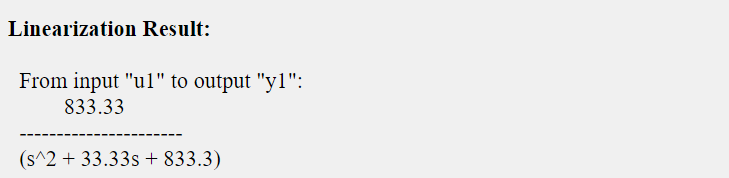 Linearization Result:
From input "u1" to output "y1":
833.33
----------------------
(s^2 + 33.33s + 833.3)